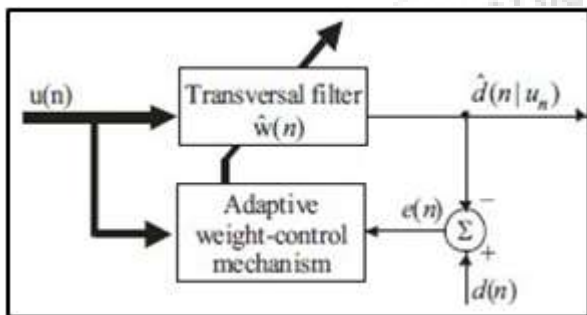 u(n)
Transversal filter
ŵ(n)
d̂(n|uₙ)
Adaptive
weight-control
mechanism
e(n)
−
Σ
+
d(n)